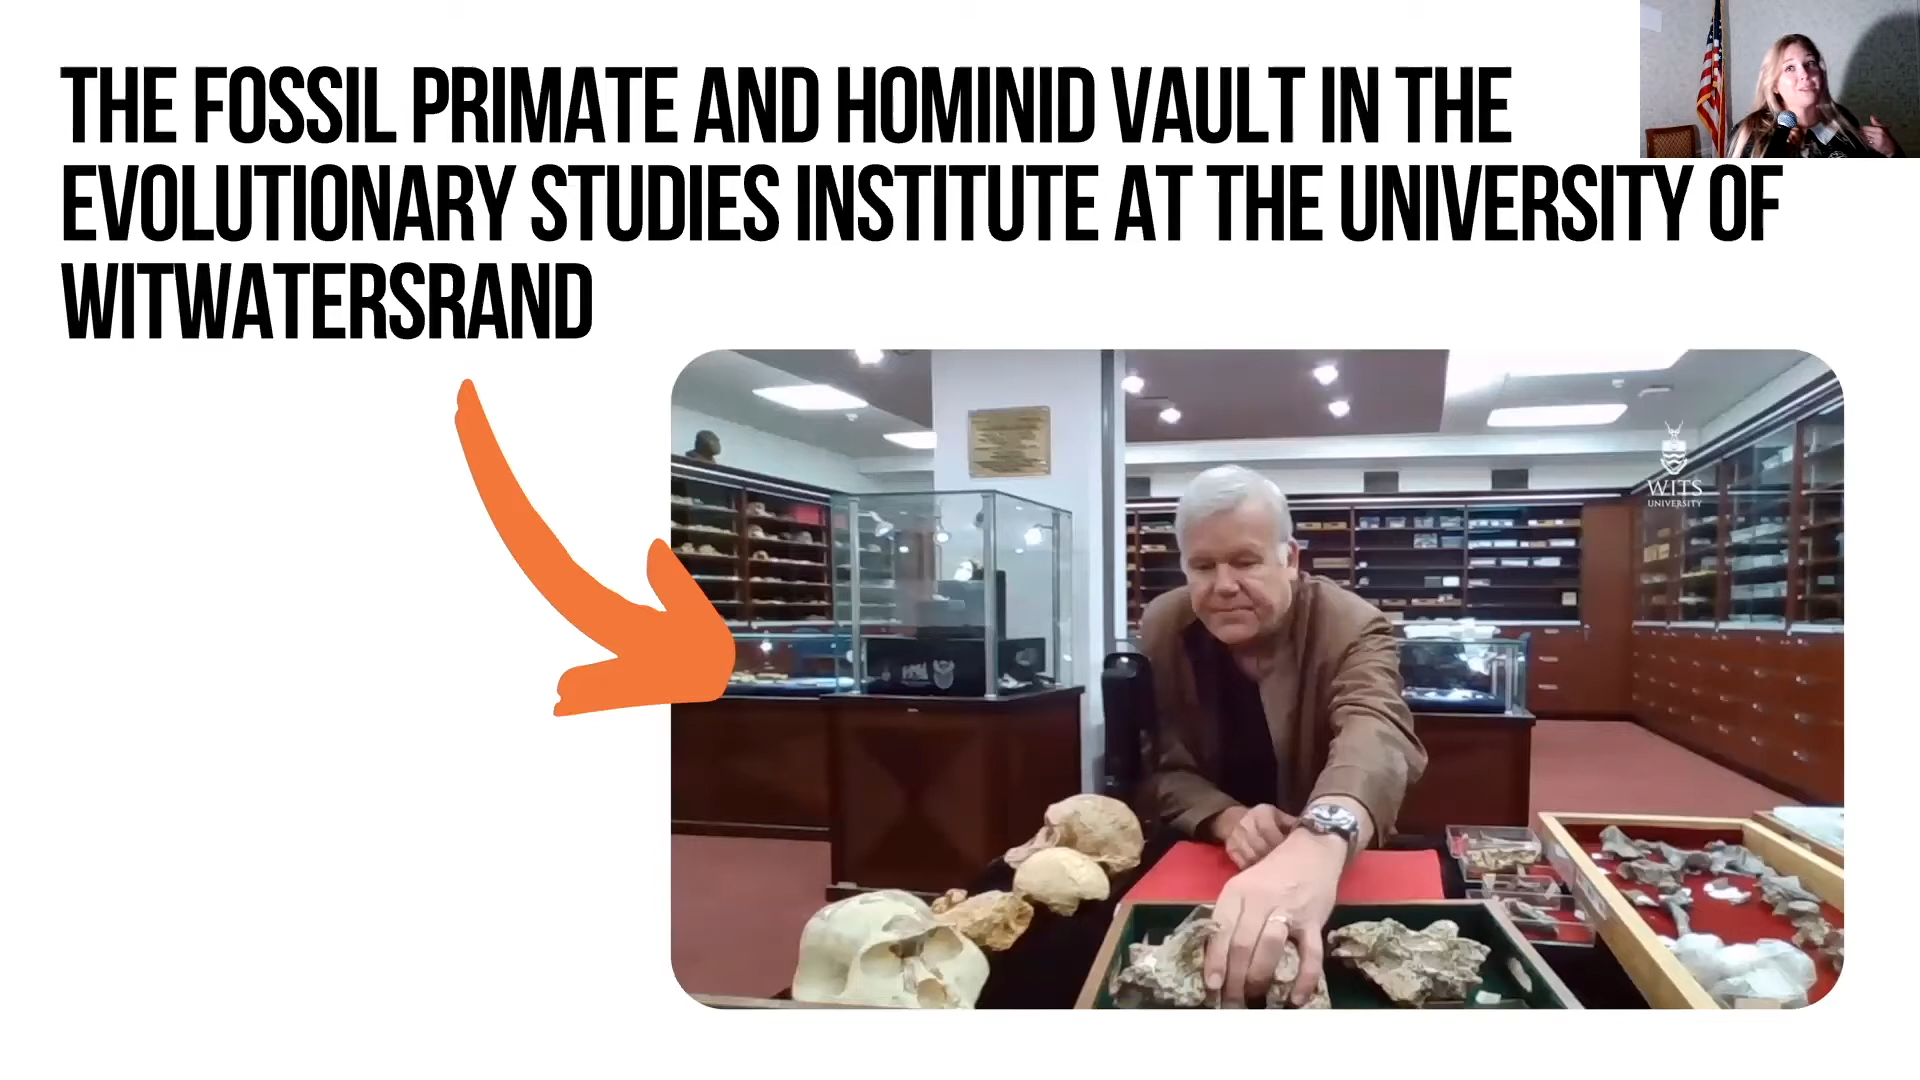 THE FOSSIL PRIMATE AND HOMINID VAULT IN THE
EVOLUTIONARY STUDIES INSTITUTE AT THE UNIVERSITY OF
WITWATERSRAND
WITS
UNIVERSITY